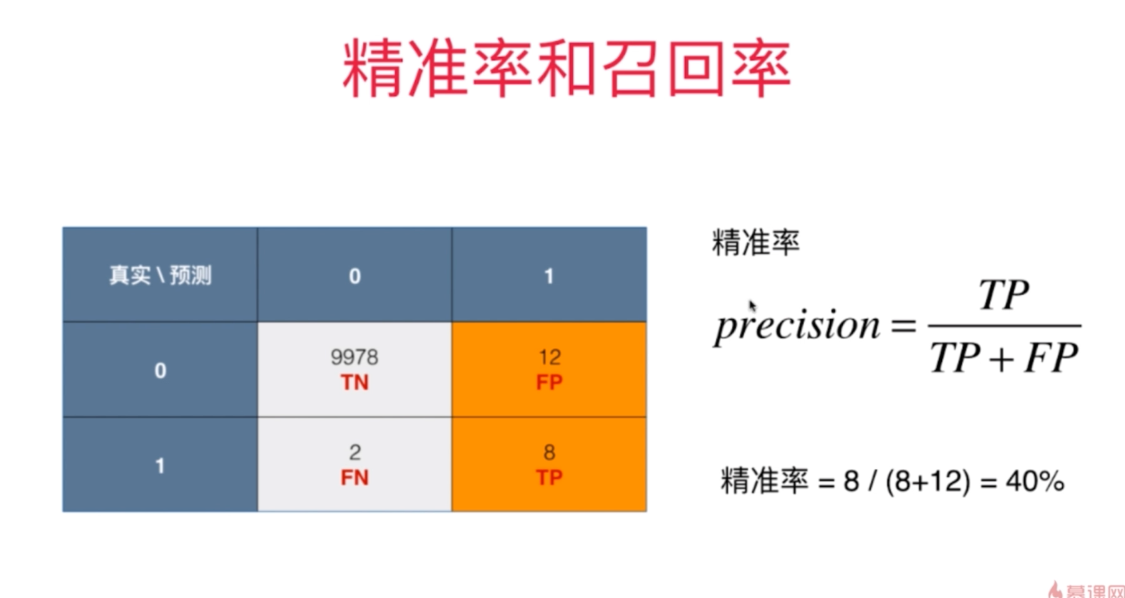 精准率和召回率
真实 \ 预测 0 1
0 9978 12
TN FP
1 2 8
FN TP
精准率
precision = TP / (TP + FP)
精准率 = 8 / (8+12) = 40%
慕课网